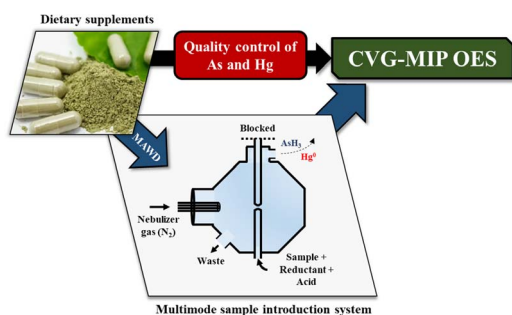 Dietary supplements
Quality control of
As and Hg
CVG-MIP OES
MAWD
Blocked
AsH₃
Hg⁰
Nebulizer
gas (N₂)
Waste
Sample +
Reductant +
Acid
Multimode sample introduction system